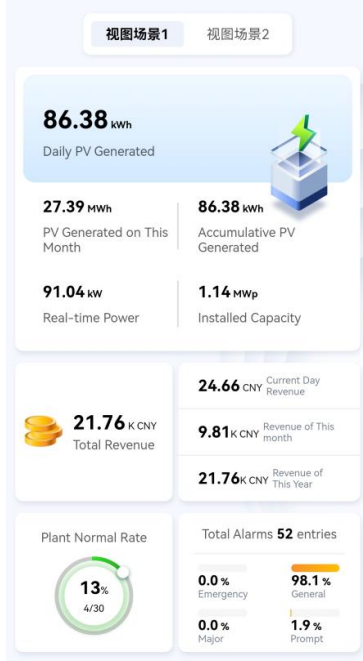 视图场景1 视图场景2
86.38 kWh
Daily PV Generated
27.39 MWh
PV Generated on This
Month
86.38 kWh
Accumulative PV
Generated
91.04 kW
Real-time Power
1.14 MWp
Installed Capacity
21.76 K CNY
Total Revenue
24.66 CNY Current Day
Revenue
9.81 K CNY Revenue of This
month
21.76 K CNY Revenue of
This Year
Plant Normal Rate
13%
4/30
Total Alarms 52 entries
0.0 %
Emergency
98.1 %
General
0.0 %
Major
1.9 %
Prompt